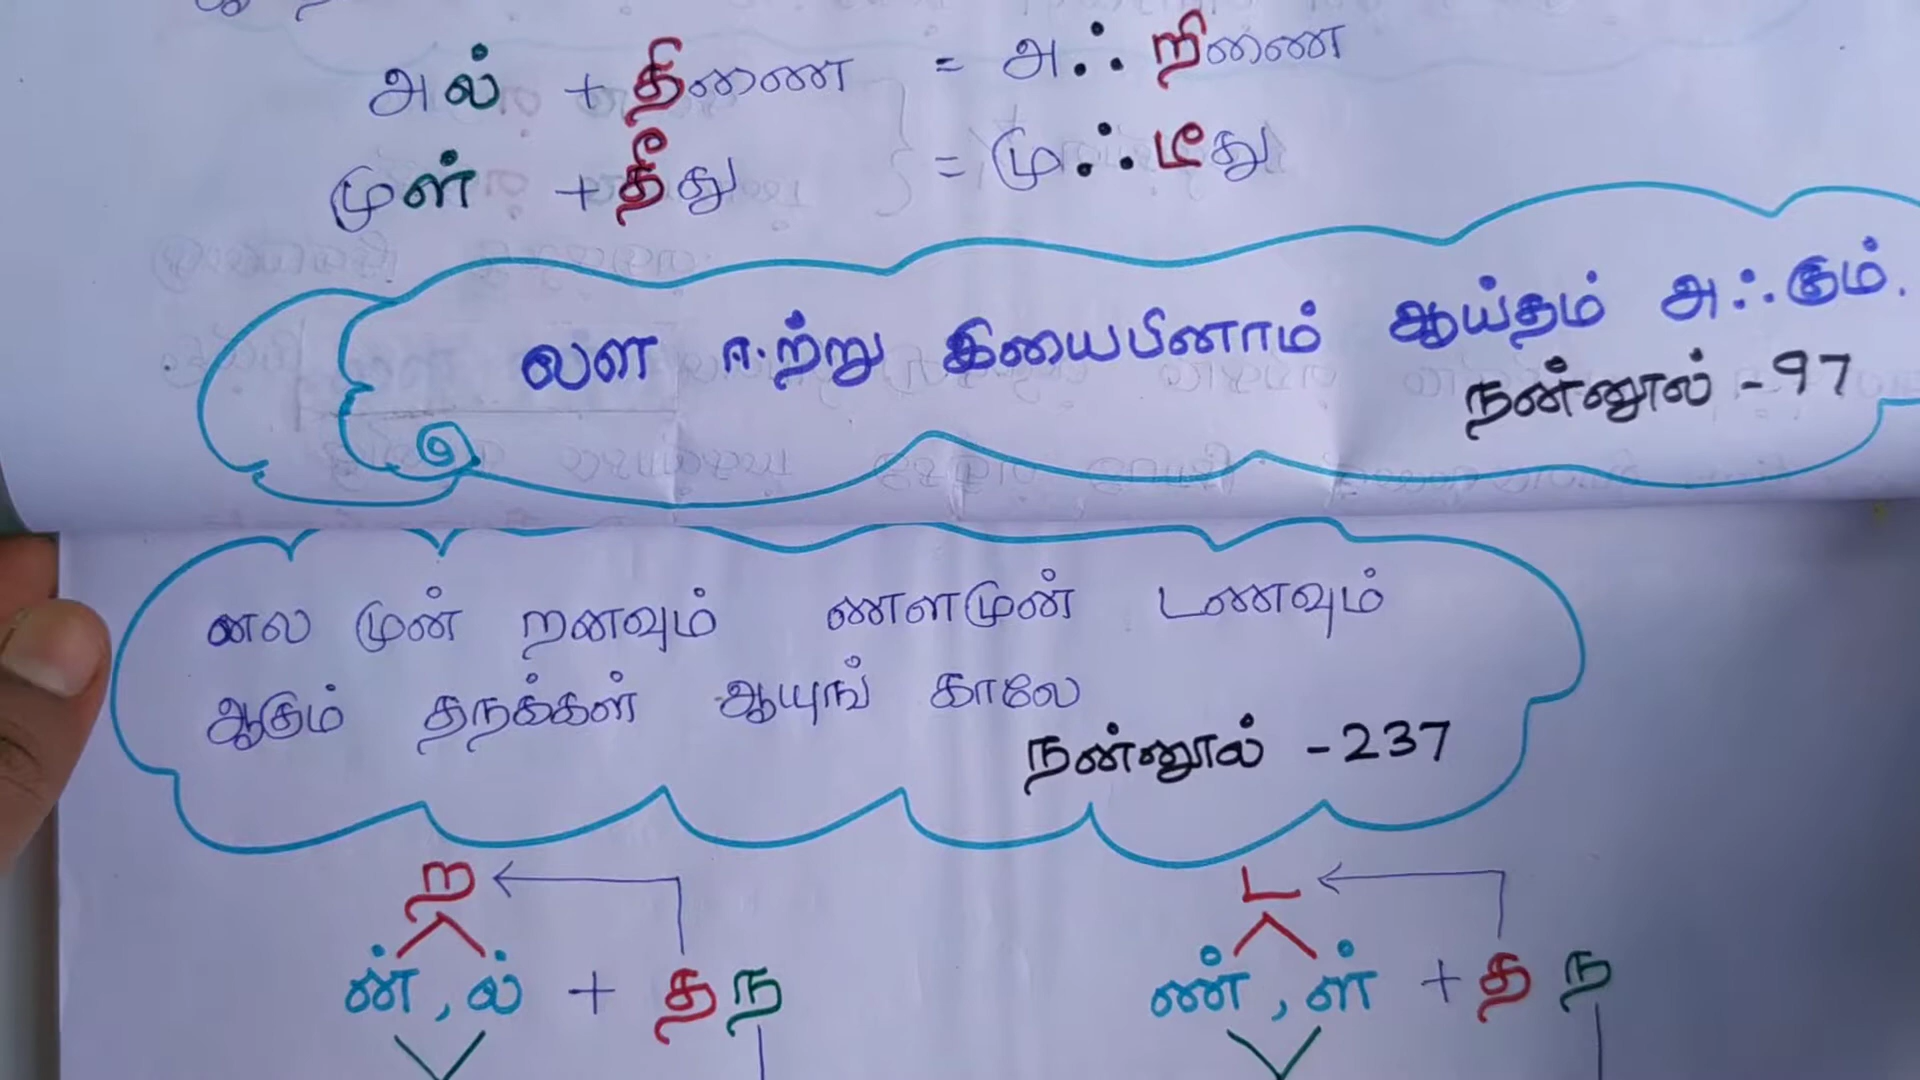 அல் + திணை = அஃறிணை
முள் + தீது = முஃடீது
லள ஈற்று இயைபினாம் ஆய்தம் அஃகும்.
நன்னூல் - 97
னல முன் றனவும் ணளமுன் டணவும்
ஆகும் தநக்கள் ஆயுங் காலே
நன்னூல் - 237
ற ட
ன், ல் + த ந ண், ள் + த ந